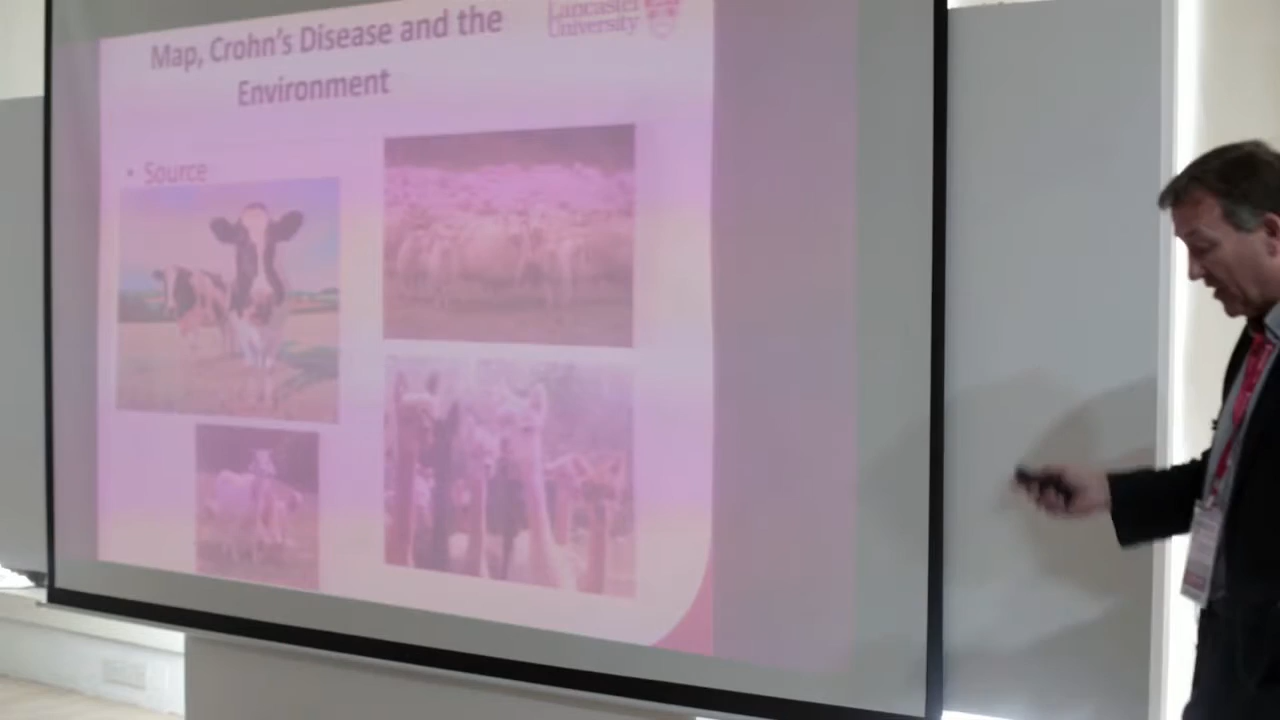 Map, Crohn's Disease and the
Environment
Lancaster
University
• Source